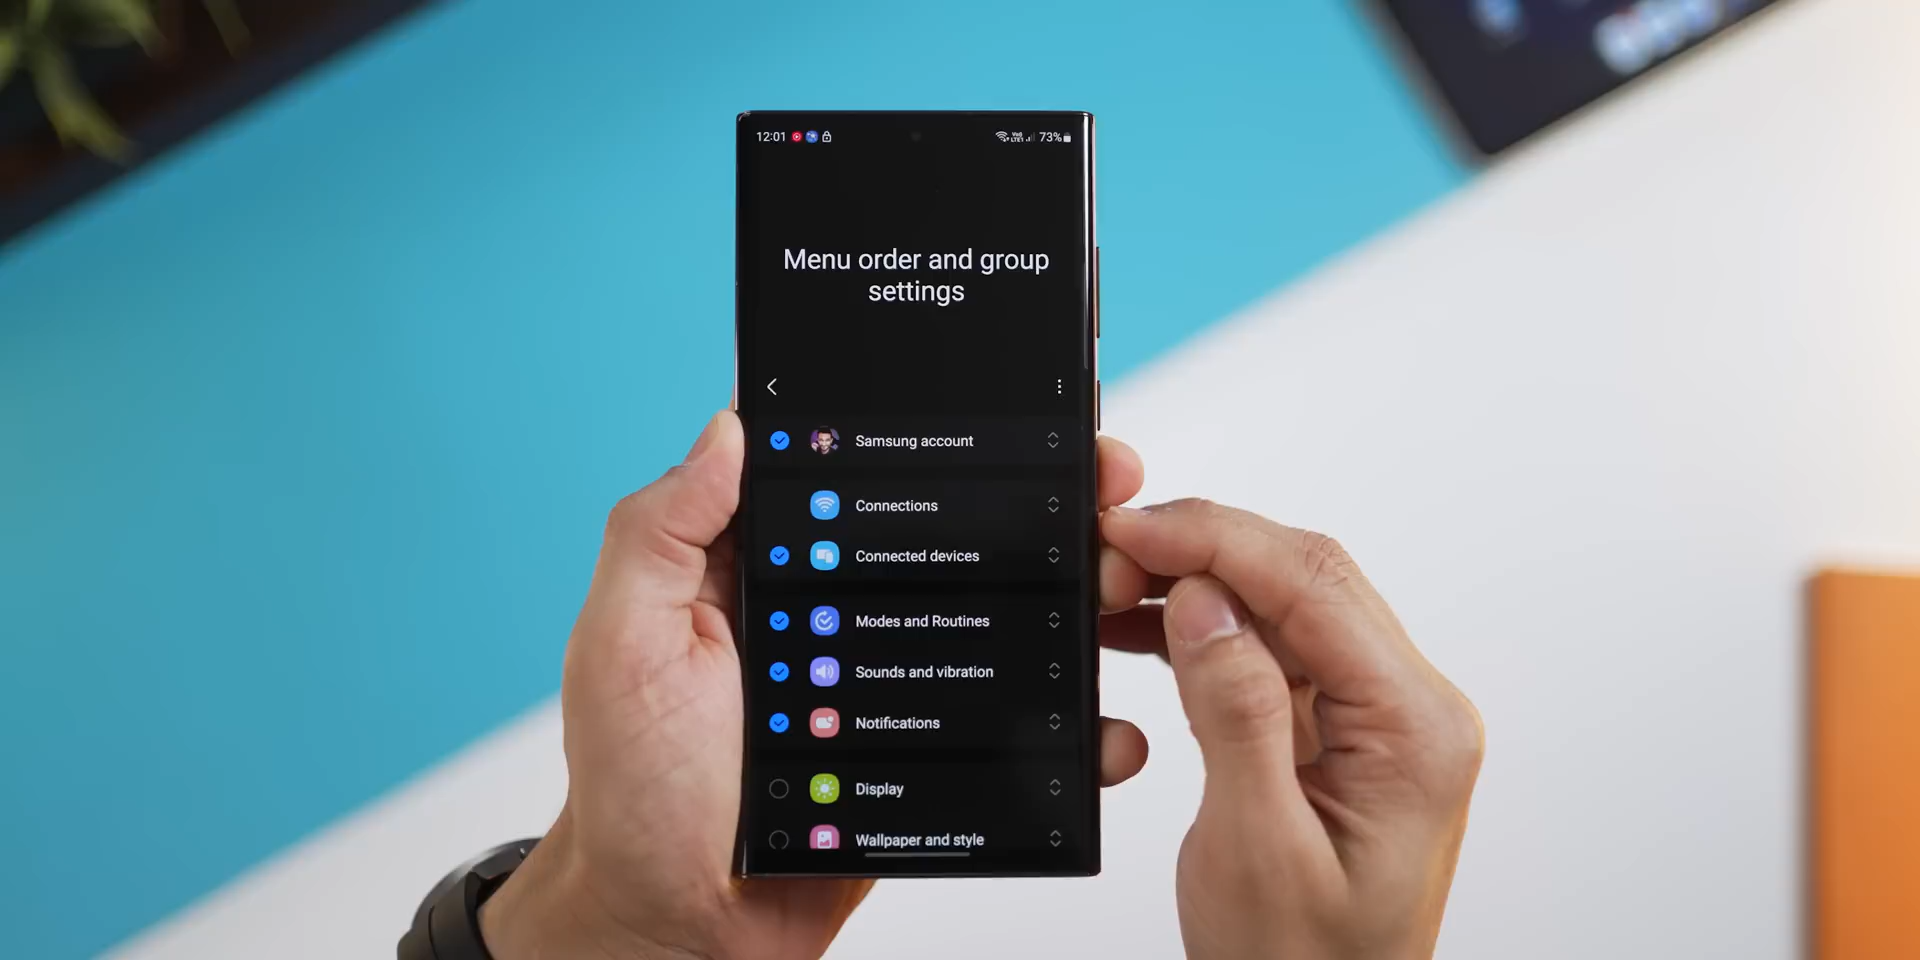 12:01 73%
Menu order and group
settings
Samsung account
Connections
Connected devices
Modes and Routines
Sounds and vibration
Notifications
Display
Wallpaper and style